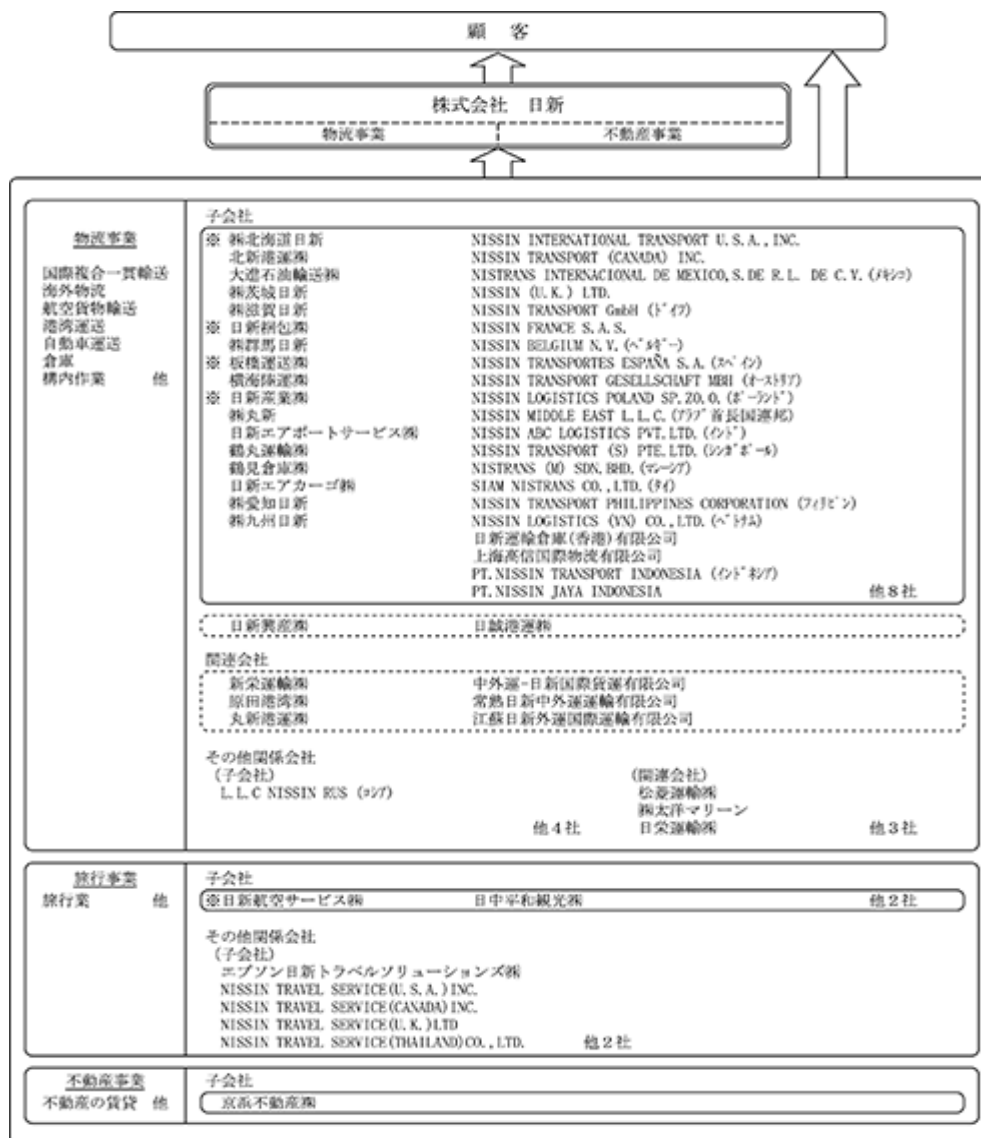 顧 客
株式会社 日新
物流事業 不動産事業
物流事業
国際複合一貫輸送
海外物流
航空貨物輸送
港湾運送
自動車運送
倉庫
構内作業 他
子会社
※ ㈱北海道日新 NISSIN INTERNATIONAL TRANSPORT U.S.A.,INC.
北新港運㈱ NISSIN TRANSPORT (CANADA) INC.
大進石油輸送㈱ NISTRANS INTERNACIONAL DE MEXICO,S.DE R.L. DE C.V.(ﾒｷｼｺ)
㈱茨城日新 NISSIN (U.K.) LTD.
㈱滋賀日新 NISSIN TRANSPORT GmbH (ﾄﾞｲﾂ)
※ 日新梱包㈱ NISSIN FRANCE S.A.S.
㈱群馬日新 NISSIN BELGIUM N.V.(ﾍﾞﾙｷﾞｰ)
※ 板橋運送㈱ NISSIN TRANSPORTES ESPAÑA S.A.(ｽﾍﾟｲﾝ)
横海陸運㈱ NISSIN TRANSPORT GESELLSCHAFT MBH (ｵｰｽﾄﾘｱ)
※ 日新産業㈱ NISSIN LOGISTICS POLAND SP.ZO.O.(ﾎﾟｰﾗﾝﾄﾞ)
㈱丸新 NISSIN MIDDLE EAST L.L.C.(ｱﾗﾌﾞ首長国連邦)
日新エアポートサービス㈱ NISSIN ABC LOGISTICS PVT.LTD.(ｲﾝﾄﾞ)
鶴丸運輸㈱ NISSIN TRANSPORT (S) PTE.LTD.(ｼﾝｶﾞﾎﾟｰﾙ)
鶴見倉庫㈱ NISTRANS (M) SDN.BHD.(ﾏﾚｰｼｱ)
日新エアカーゴ㈱ SIAM NISTRANS CO.,LTD.(ﾀｲ)
㈱愛知日新 NISSIN TRANSPORT PHILIPPINES CORPORATION (ﾌｨﾘﾋﾟﾝ)
㈱九州日新 NISSIN LOGISTICS (VN) CO.,LTD.(ﾍﾞﾄﾅﾑ)
日新運輸倉庫(香港)有限公司
上海高信国際物流有限公司
PT.NISSIN TRANSPORT INDONESIA (ｲﾝﾄﾞﾈｼｱ)
PT.NISSIN JAYA INDONESIA 他８社
日新興産㈱ 日誠港運㈱
関連会社
新栄運輸㈱ 中外運-日新国際貨運有限公司
原田港湾㈱ 常熟日新中外運運輸有限公司
丸新港運㈱ 江蘇日新外運国際運輸有限公司
その他関係会社
(子会社) (関連会社)
L.L.C NISSIN RUS (ﾛｼｱ) 松菱運輸㈱
㈱太洋マリーン
他４社 日栄運輸㈱ 他３社
旅行事業
旅行業 他
子会社
※日新航空サービス㈱ 日中平和観光㈱ 他２社
その他関係会社
(子会社)
エプソン日新トラベルソリューションズ㈱
NISSIN TRAVEL SERVICE(U.S.A.)INC.
NISSIN TRAVEL SERVICE(CANADA)INC.
NISSIN TRAVEL SERVICE(U.K.)LTD
NISSIN TRAVEL SERVICE(THAILAND)CO.,LTD. 他２社
不動産事業
不動産の賃貸 他
子会社
京浜不動産㈱